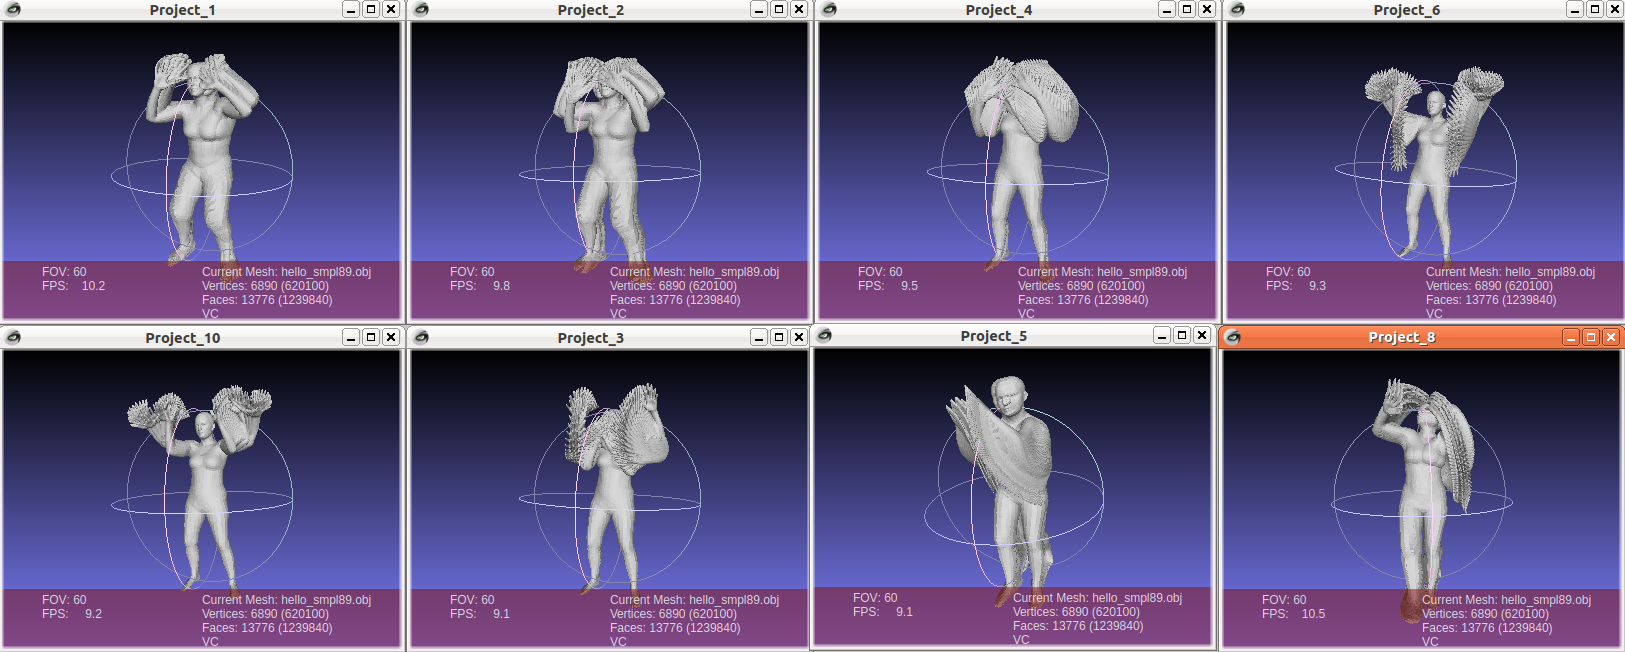 Project_1
FOV: 60
FPS: 10.2
Current Mesh: hello_smpl89.obj
Vertices: 6890 (620100)
Faces: 13776 (1239840)
VC
Project_2
FOV: 60
FPS: 9.8
Current Mesh: hello_smpl89.obj
Vertices: 6890 (620100)
Faces: 13776 (1239840)
VC
Project_4
FOV: 60
FPS: 9.5
Current Mesh: hello_smpl89.obj
Vertices: 6890 (620100)
Faces: 13776 (1239840)
VC
Project_6
FOV: 60
FPS: 9.3
Current Mesh: hello_smpl89.obj
Vertices: 6890 (620100)
Faces: 13776 (1239840)
VC
Project_10
FOV: 60
FPS: 9.2
Current Mesh: hello_smpl89.obj
Vertices: 6890 (620100)
Faces: 13776 (1239840)
VC
Project_3
FOV: 60
FPS: 9.1
Current Mesh: hello_smpl89.obj
Vertices: 6890 (620100)
Faces: 13776 (1239840)
VC
Project_5
FOV: 60
FPS: 9.1
Current Mesh: hello_smpl89.obj
Vertices: 6890 (620100)
Faces: 13776 (1239840)
VC
Project_8
FOV: 60
FPS: 10.5
Current Mesh: hello_smpl89.obj
Vertices: 6890 (620100)
Faces: 13776 (1239840)
VC